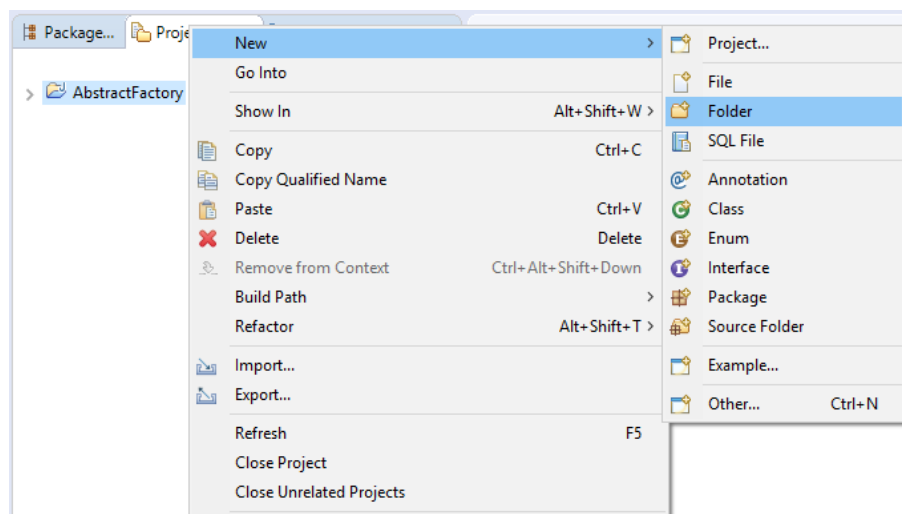 Package...
Proje
AbstractFactory
New
Go Into
Show In Alt+Shift+W
Copy Ctrl+C
Copy Qualified Name
Paste Ctrl+V
Delete Delete
Remove from Context Ctrl+Alt+Shift+Down
Build Path
Refactor Alt+Shift+T
Import...
Export...
Refresh F5
Close Project
Close Unrelated Projects
Project...
File
Folder
SQL File
Annotation
Class
Enum
Interface
Package
Source Folder
Example...
Other... Ctrl+N